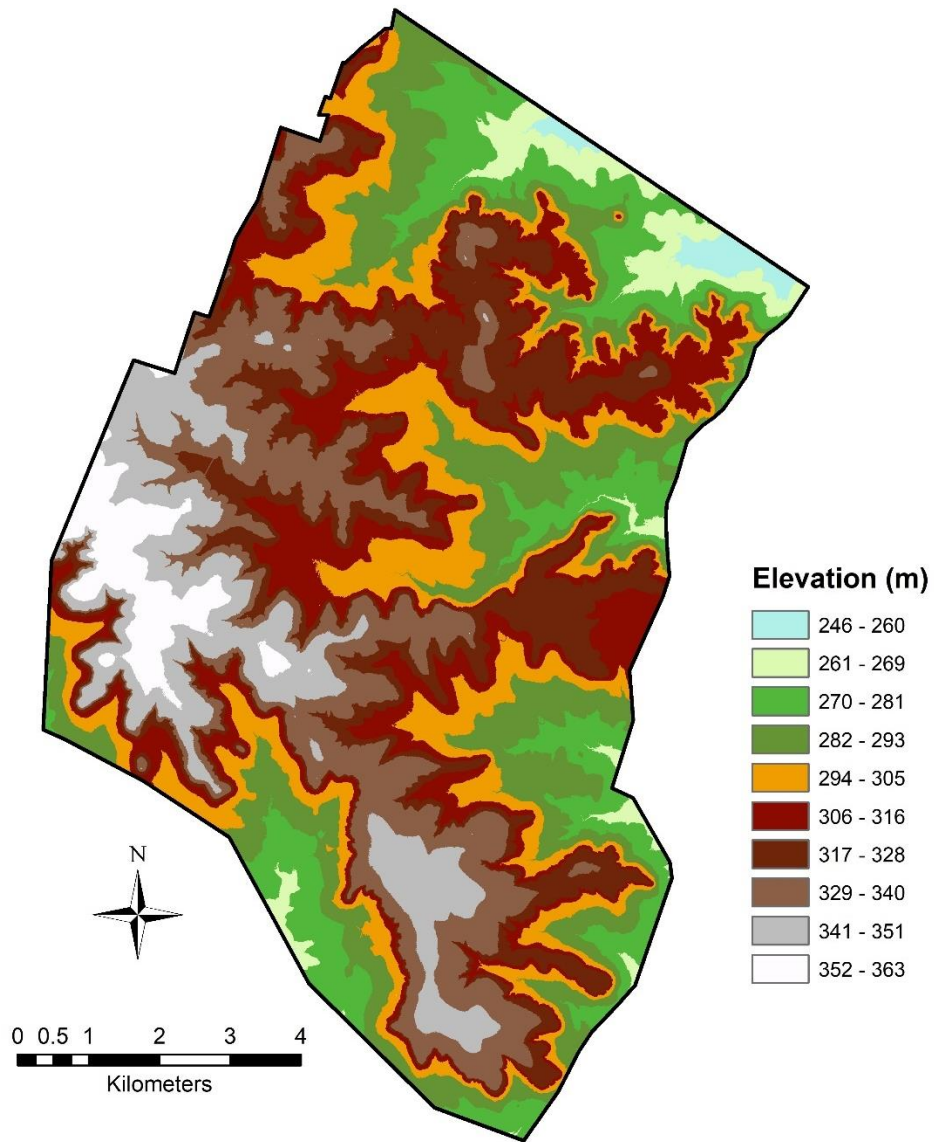 Elevation (m)
246 - 260
261 - 269
270 - 281
282 - 293
294 - 305
306 - 316
317 - 328
329 - 340
341 - 351
352 - 363
N
0 0.5 1 2 3 4
Kilometers